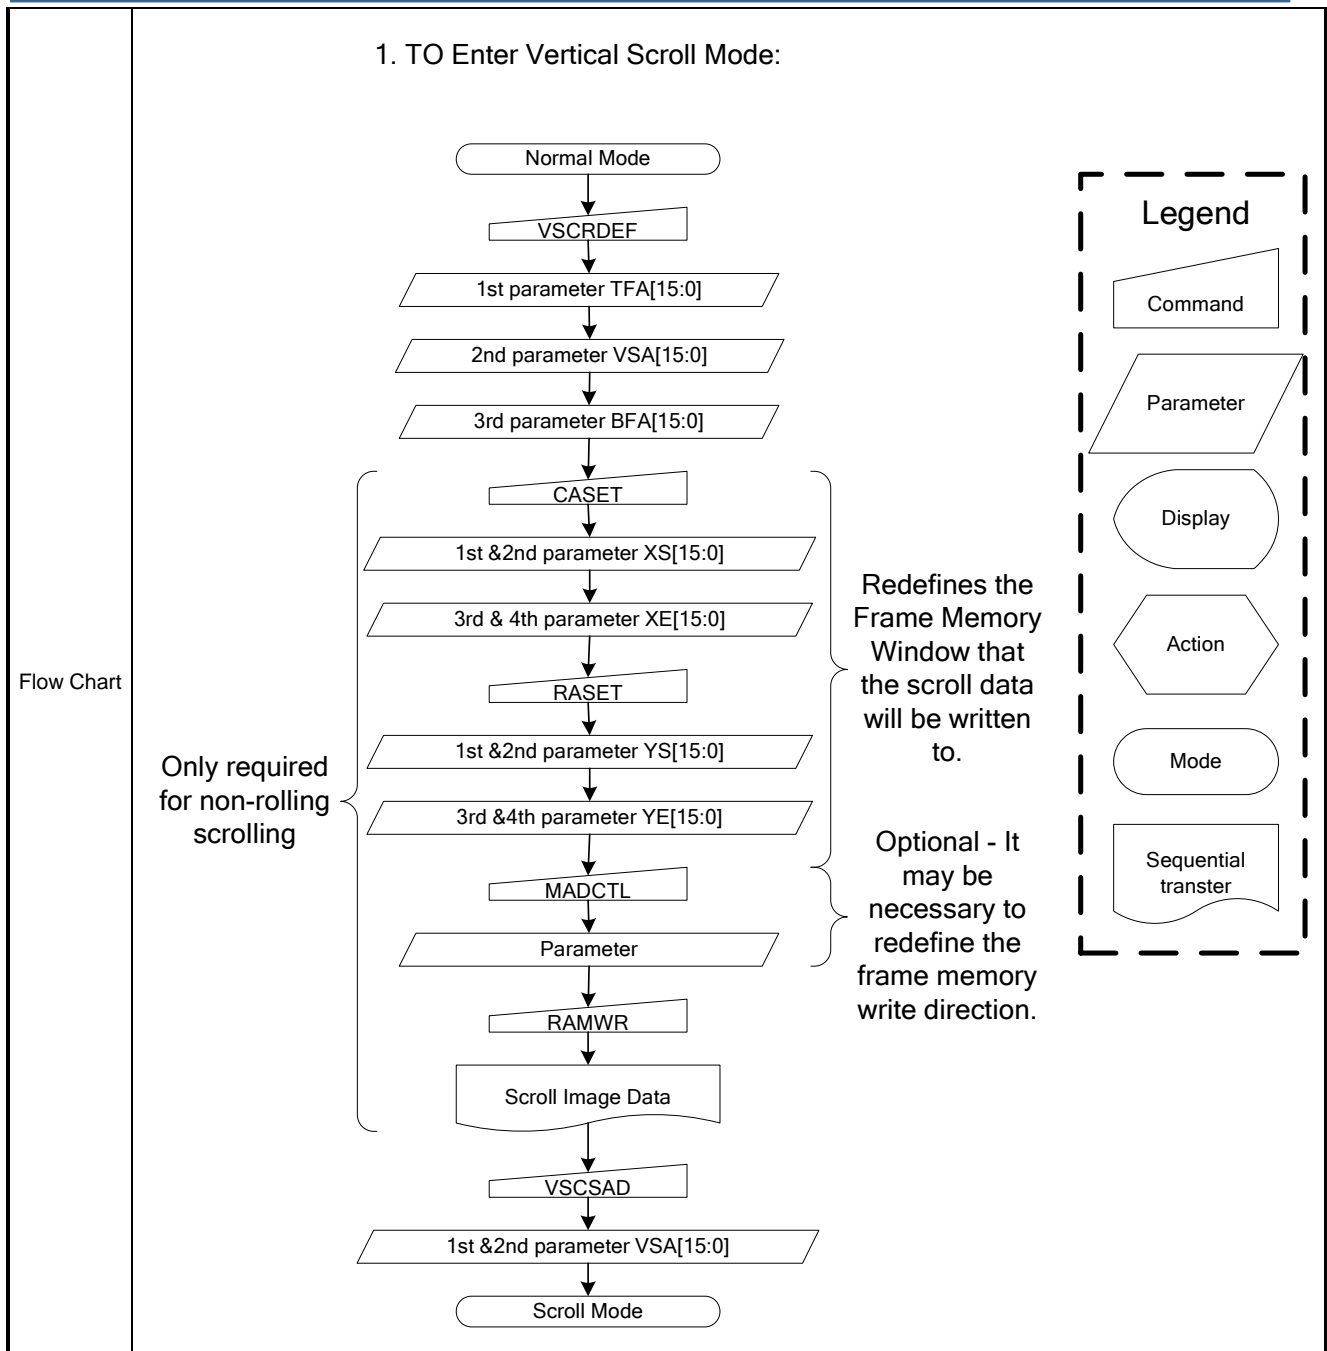 1. TO Enter Vertical Scroll Mode:
Normal Mode
VSCRDEF
1st parameter TFA[15:0]
2nd parameter VSA[15:0]
3rd parameter BFA[15:0]
CASET
1st &2nd parameter XS[15:0]
3rd & 4th parameter XE[15:0]
RASET
1st &2nd parameter YS[15:0]
3rd &4th parameter YE[15:0]
MADCTL
Parameter
RAMWR
Scroll Image Data
VSCSAD
1st &2nd parameter VSA[15:0]
Scroll Mode
Flow Chart
Only required
for non-rolling
scrolling
Redefines the
Frame Memory
Window that
the scroll data
will be written
to.
Optional - It
may be
necessary to
redefine the
frame memory
write direction.
Legend
Command
Parameter
Display
Action
Mode
Sequential
transter